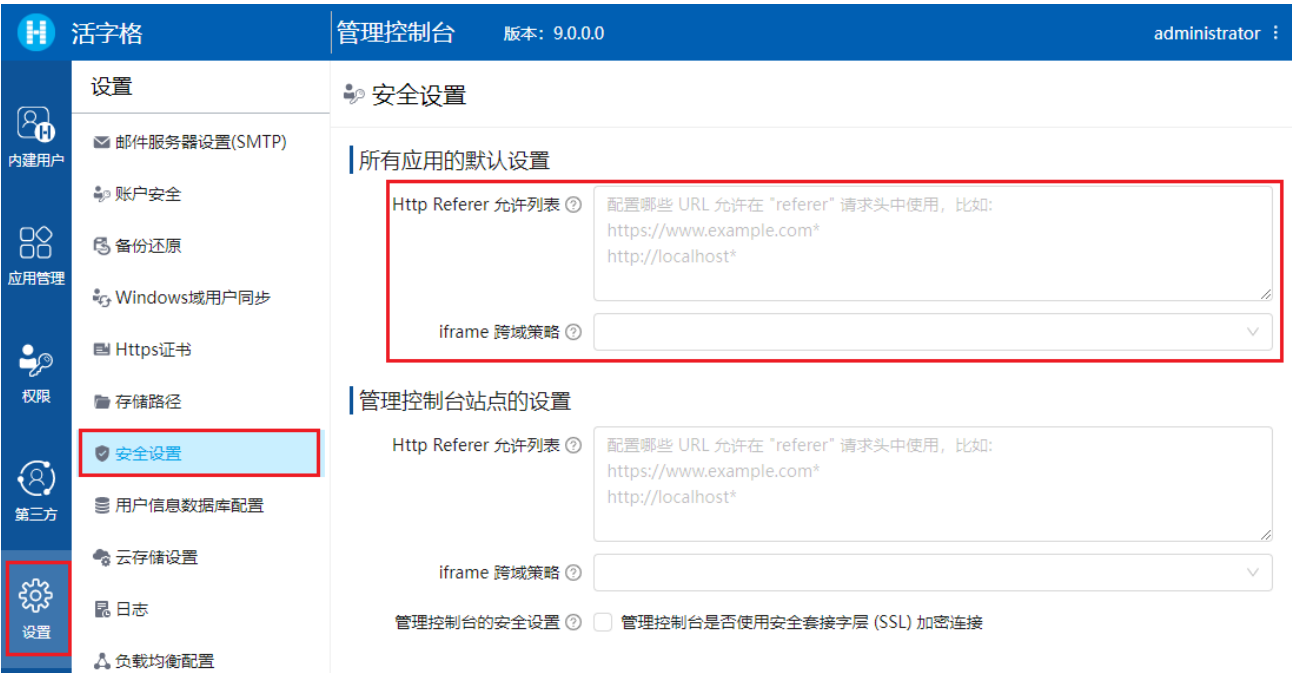 活字格
管理控制台
版本：9.0.0.0
administrator
内建用户
应用管理
权限
第三方
设置
设置
邮件服务器设置(SMTP)
账户安全
备份还原
Windows域用户同步
Https证书
存储路径
安全设置
用户信息数据库配置
云存储设置
日志
负载均衡配置
安全设置
所有应用的默认设置
Http Referer 允许列表
配置哪些 URL 允许在 "referer" 请求头中使用，比如:
https://www.example.com*
http://localhost*
iframe 跨域策略
管理控制台站点的设置
Http Referer 允许列表
配置哪些 URL 允许在 "referer" 请求头中使用，比如:
https://www.example.com*
http://localhost*
iframe 跨域策略
管理控制台的安全设置
管理控制台是否使用安全套接字层 (SSL) 加密连接